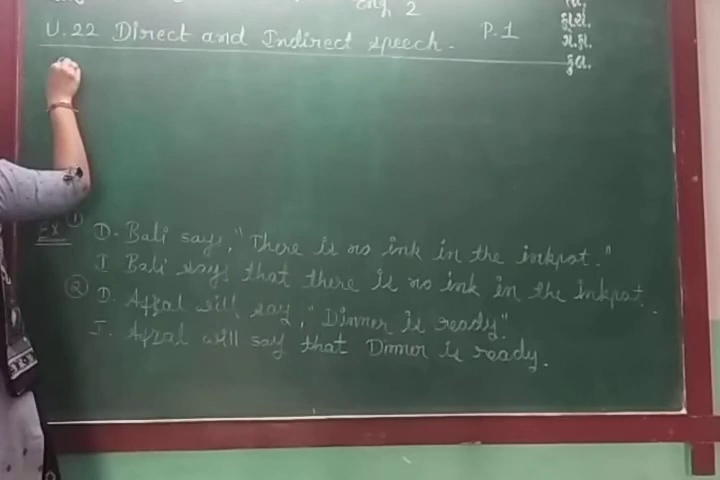 Eng 2
U.22 Direct and Indirect speech. P.1
હાજ.
ગે.હા.
કુલ.
Ex ① D. Bali says, "There is no ink in the inkpot."
I Bali says that there is no ink in the inkpot.
② D. Afzal will say, "Dinner is ready".
I. Afzal will say that Dinner is ready.